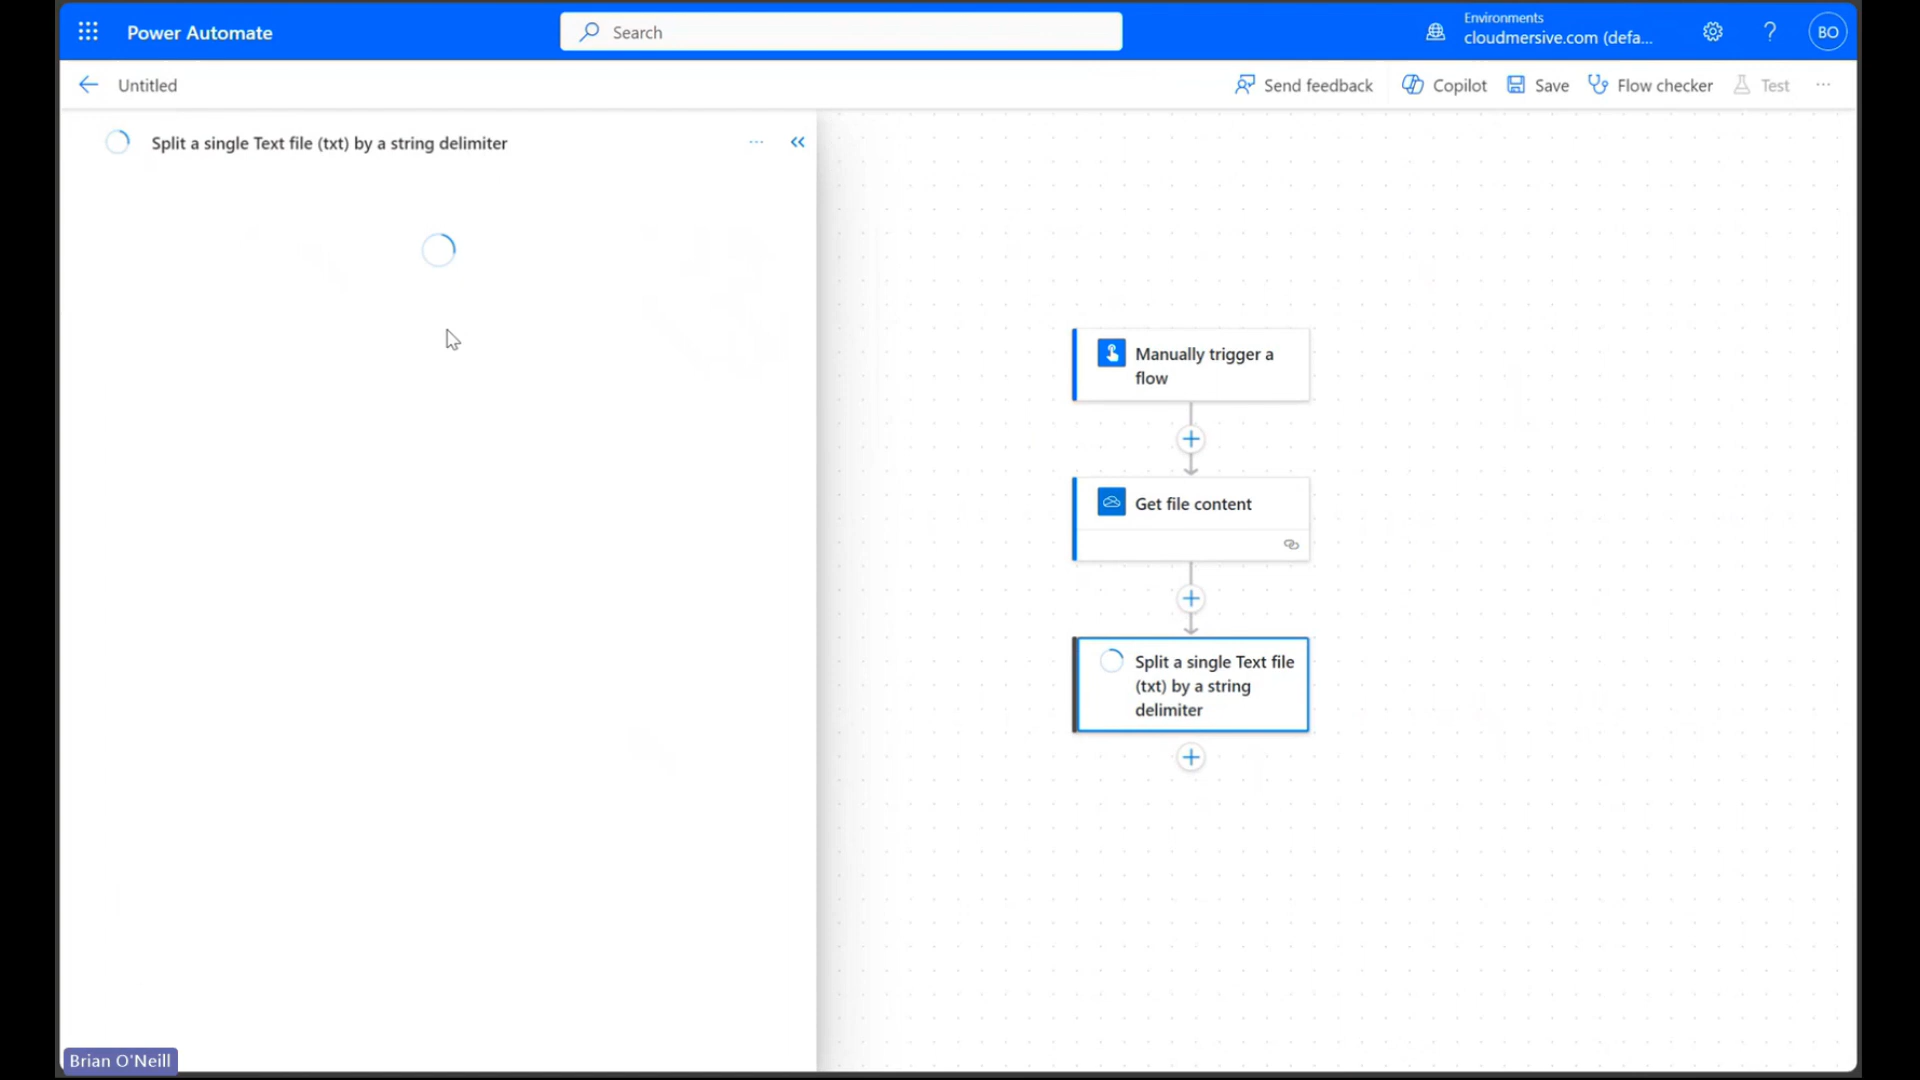 Power Automate
Search
Environments
cloudmersive.com (defa...
BO
Untitled
Send feedback
Copilot
Save
Flow checker
Test
Split a single Text file (txt) by a string delimiter
Manually trigger a
flow
Get file content
Split a single Text file
(txt) by a string
delimiter
Brian O'Neill